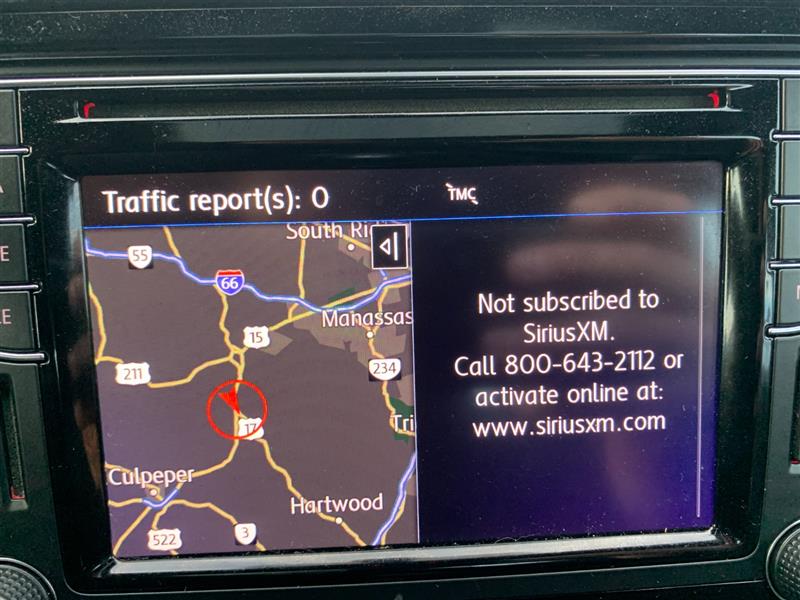 Traffic report(s): 0
TMC
South Ri
55
66
Manassas
15
234
211
17
Tri
Culpeper
Hartwood
522
3
Not subscribed to
SiriusXM.
Call 800-643-2112 or
activate online at:
www.siriusxm.com